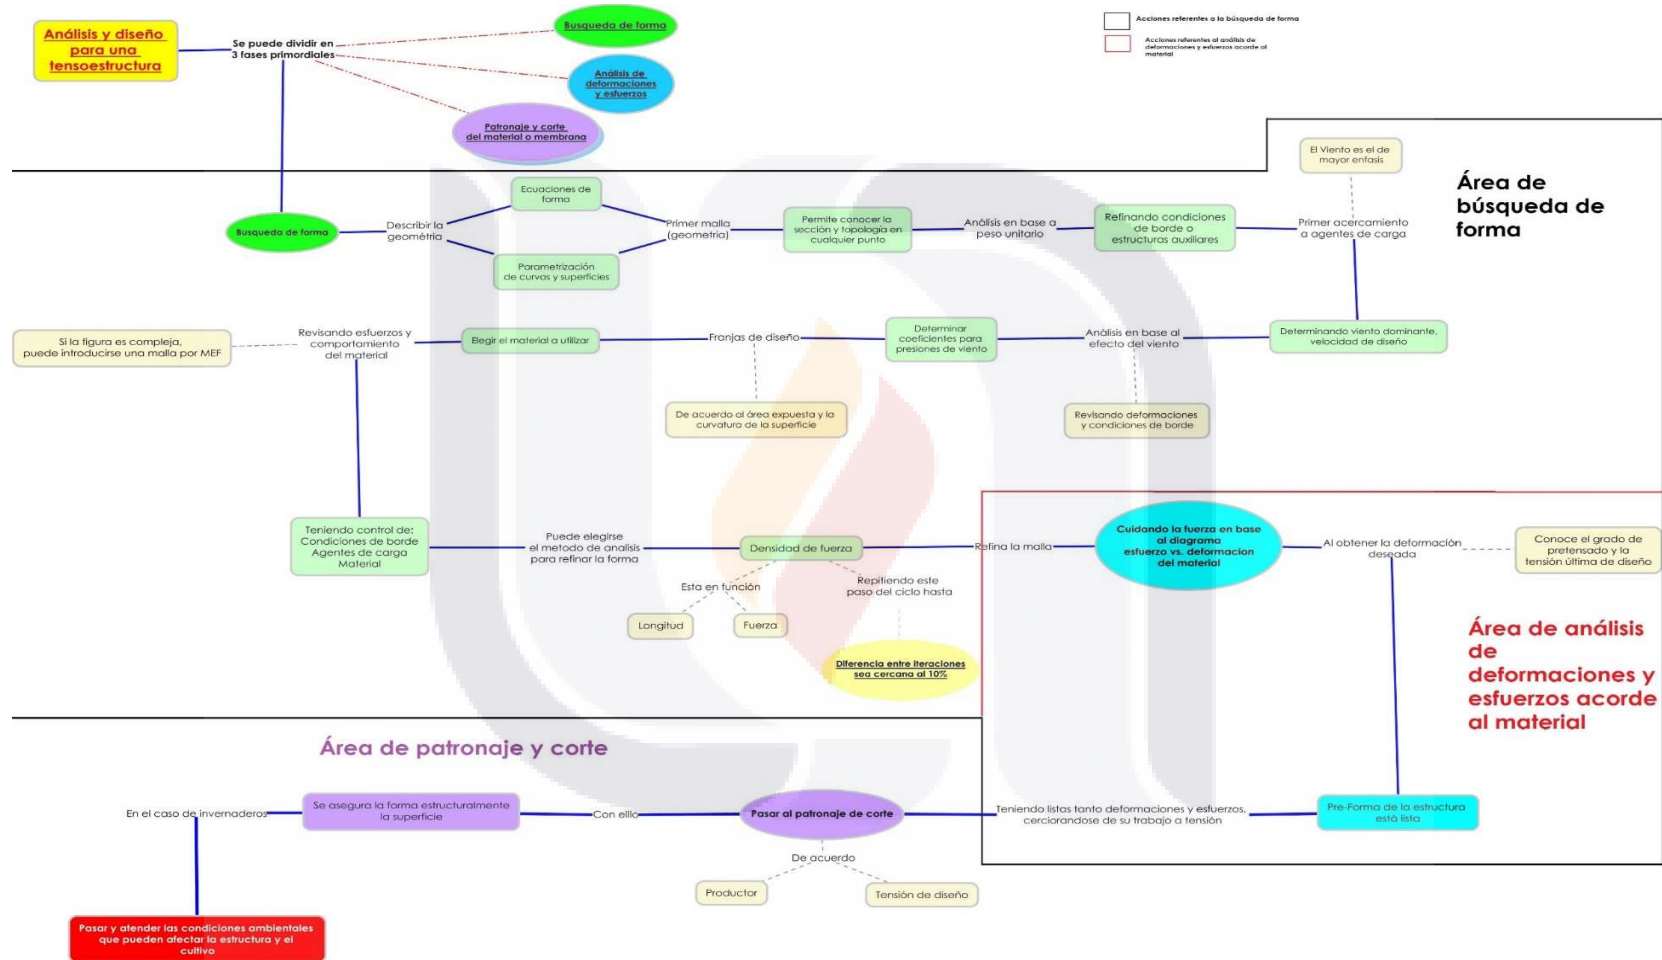 Análisis y diseño
para una
tensoestructura
Se puede dividir en
3 fases primordiales
Busqueda de forma
Análisis de
deformaciones
y esfuerzos
Patronaje y corte
del material o membrana
Acciones referentes a la búsqueda de forma
Acciones referentes al análisis de
deformaciones y esfuerzos acorde al
material
El Viento es el de
mayor enfasis
Área de
búsqueda de
forma
Busqueda de forma
Describir la
geométria
Ecuaciones de
forma
Parametrización
de curvas y superficies
Primer malla
(geometria)
Permite conocer la
sección y topología en
cualquier punto
Análisis en base a
peso unitario
Refinando condiciones
de borde o
estructuras auxiliares
Primer acercamiento
a agentes de carga
Si la figura es compleja,
puede introducirse una malla por MEF
Revisando esfuerzos y
comportamiento
del material
Elegir el material a utilizar
Franjas de diseño
Determinar
coeficientes para
presiones de viento
Análisis en base al
efecto del viento
Determinando viento dominante,
velocidad de diseño
De acuerdo al área expuesta y la
curvatura de la superficie
Revisando deformaciones
y condiciones de borde
Teniendo control de:
Condiciones de borde
Agentes de carga
Material
Puede elegirse
el metodo de analisis
para refinar la forma
Densidad de fuerza
Refina la malla
Cuidando la fuerza en base
al diagrama
esfuerzo vs. deformacion
del material
Al obtener la deformación
deseada
Conoce el grado de
pretensado y la
tensión última de diseño
Esta en función
Longitud
Fuerza
Repitiendo este
paso del ciclo hasta
Diferencia entre iteraciones
sea cercana al 10%
Área de análisis
de
deformaciones y
esfuerzos acorde
al material
Área de patronaje y corte
En el caso de invernaderos
Se asegura la forma estructuralmente
la superficie
Con elllo
Pasar al patronaje de corte
Teniendo listas tanto deformaciones y esfuerzos,
cerciorandose de su trabajo a tensión
Pre-Forma de la estructura
está lista
De acuerdo
Productor
Tensión de diseño
Pasar y atender las condiciones ambientales
que pueden afectar la estructura y el
cultivo